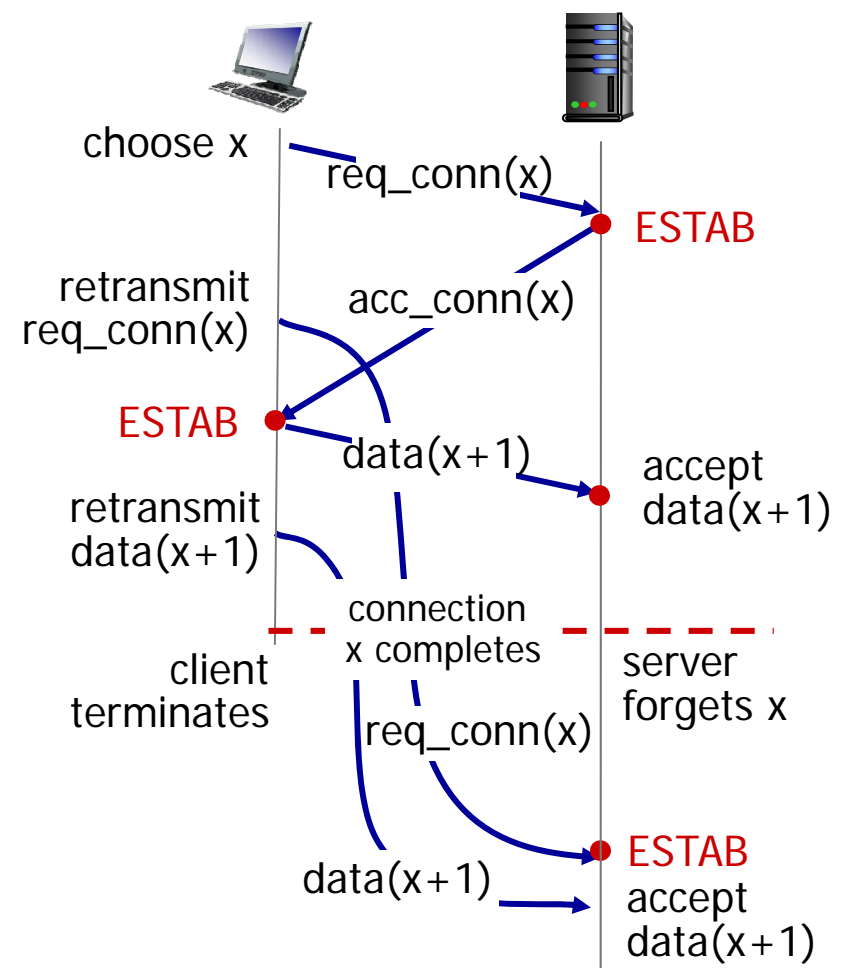 choose x
req_conn(x)
ESTAB
retransmit
req_conn(x)
acc_conn(x)
ESTAB
data(x+1)
accept
data(x+1)
retransmit
data(x+1)
connection
x completes
client
terminates
server
forgets x
req_conn(x)
ESTAB
data(x+1)
accept
data(x+1)